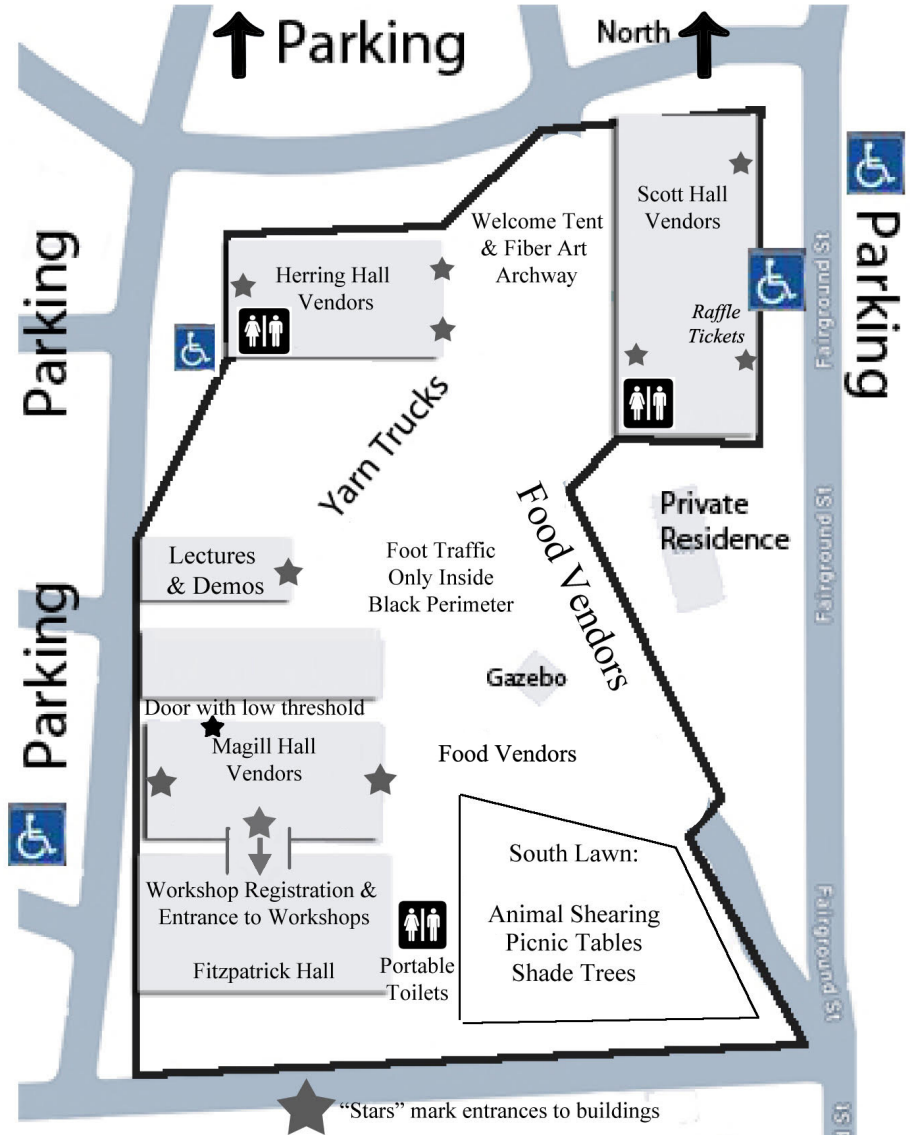 Parking
North
Scott Hall
Vendors
Welcome Tent
& Fiber Art
Archway
Parking
Herring Hall
Vendors
Raffle
Tickets
Fairground St
Parking
Yarn Trucks
Food Vendors
Private
Residence
Fairground St
Lectures
& Demos
Foot Traffic
Only Inside
Black Perimeter
Parking
Gazebo
Door with low threshold
Magill Hall
Vendors
Food Vendors
South Lawn:
Animal Shearing
Picnic Tables
Shade Trees
Workshop Registration &
Entrance to Workshops
Fitzpatrick Hall
Portable
Toilets
Fairground St
“Stars” mark entrances to buildings
St